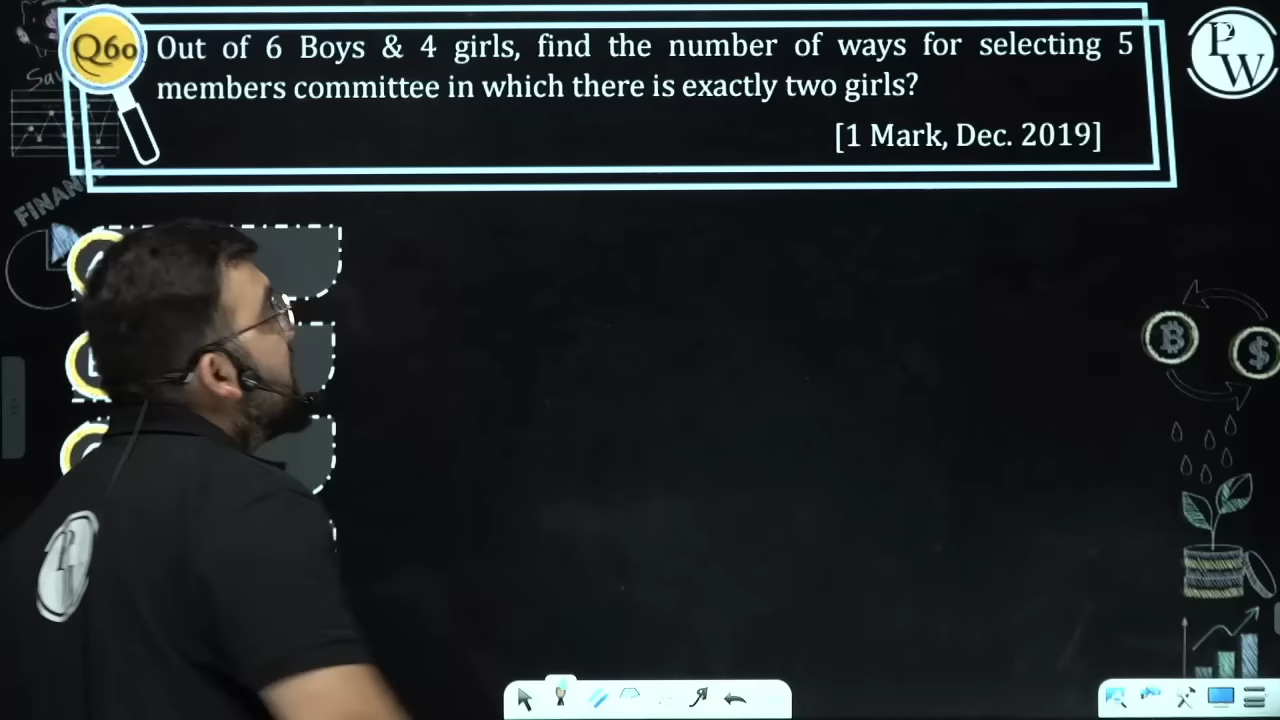 Q60 Out of 6 Boys & 4 girls, find the number of ways for selecting 5
members committee in which there is exactly two girls?
[1 Mark, Dec. 2019]
PW